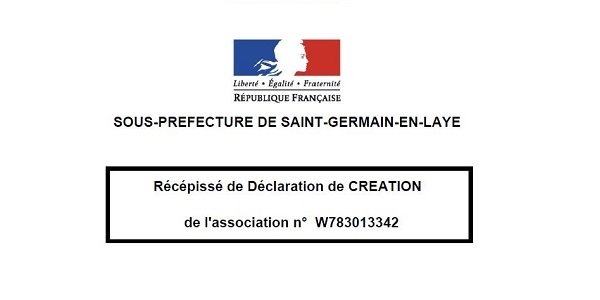 Liberté • Égalité • Fraternité
RÉPUBLIQUE FRANÇAISE
SOUS-PREFECTURE DE SAINT-GERMAIN-EN-LAYE
Récépissé de Déclaration de CREATION
de l'association n° W783013342